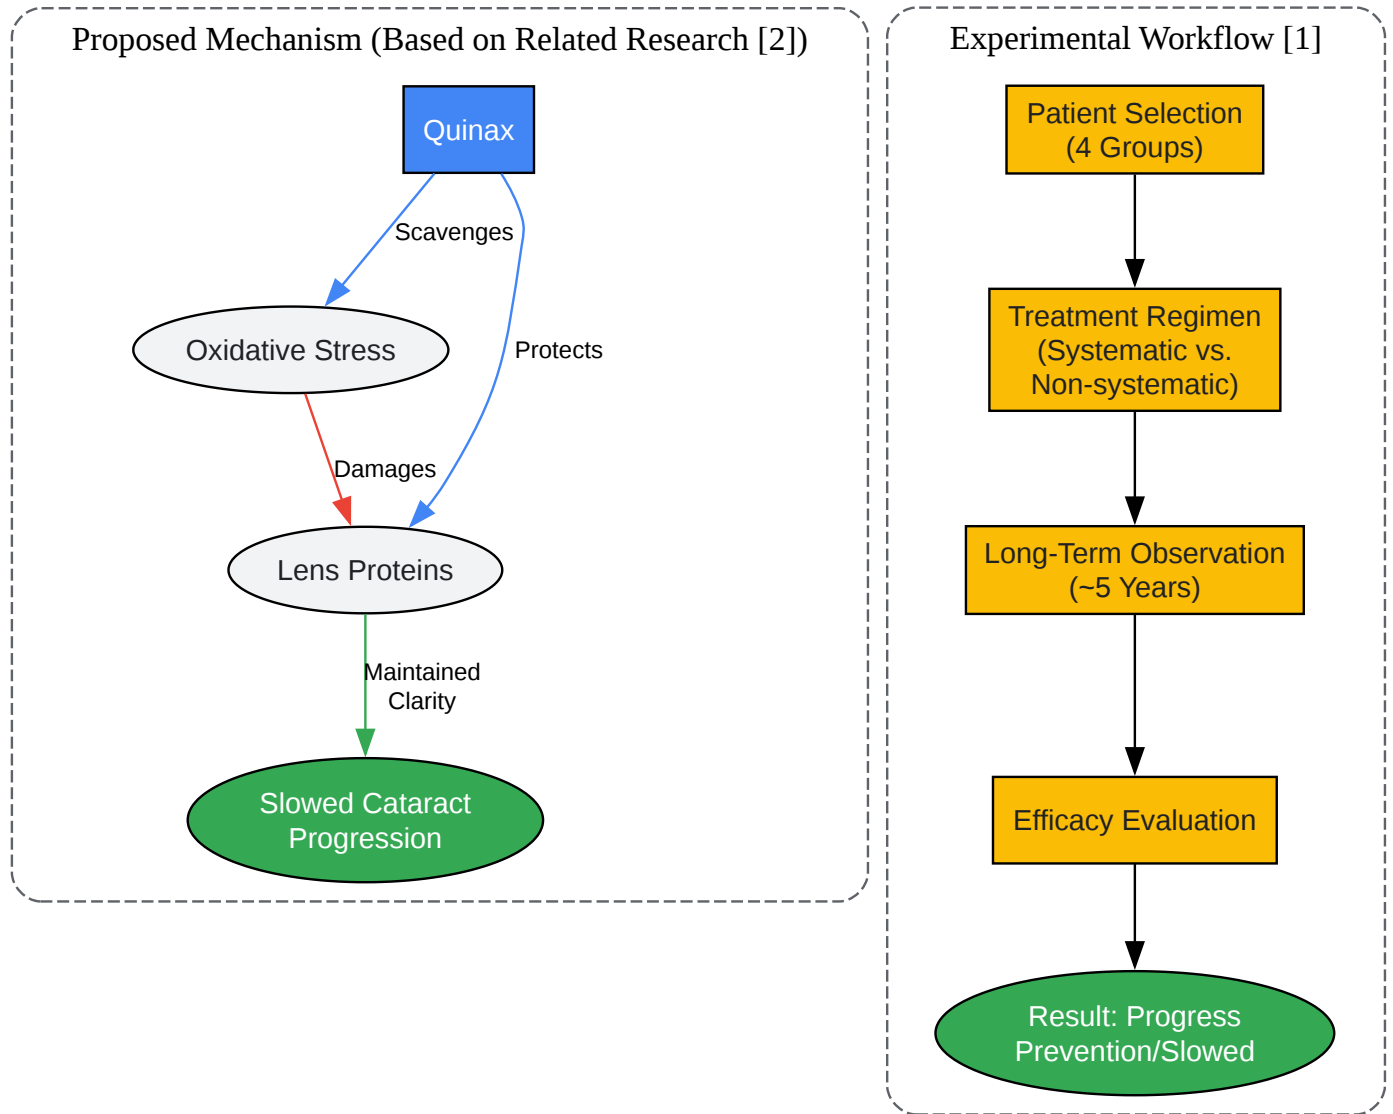 Proposed Mechanism (Based on Related Research [2])
Quinax
Scavenges
Oxidative Stress
Protects
Damages
Lens Proteins
Maintained
Clarity
Slowed Cataract
Progression
Experimental Workflow [1]
Patient Selection
(4 Groups)
Treatment Regimen
(Systematic vs.
Non-systematic)
Long-Term Observation
(~5 Years)
Efficacy Evaluation
Result: Progress
Prevention/Slowed